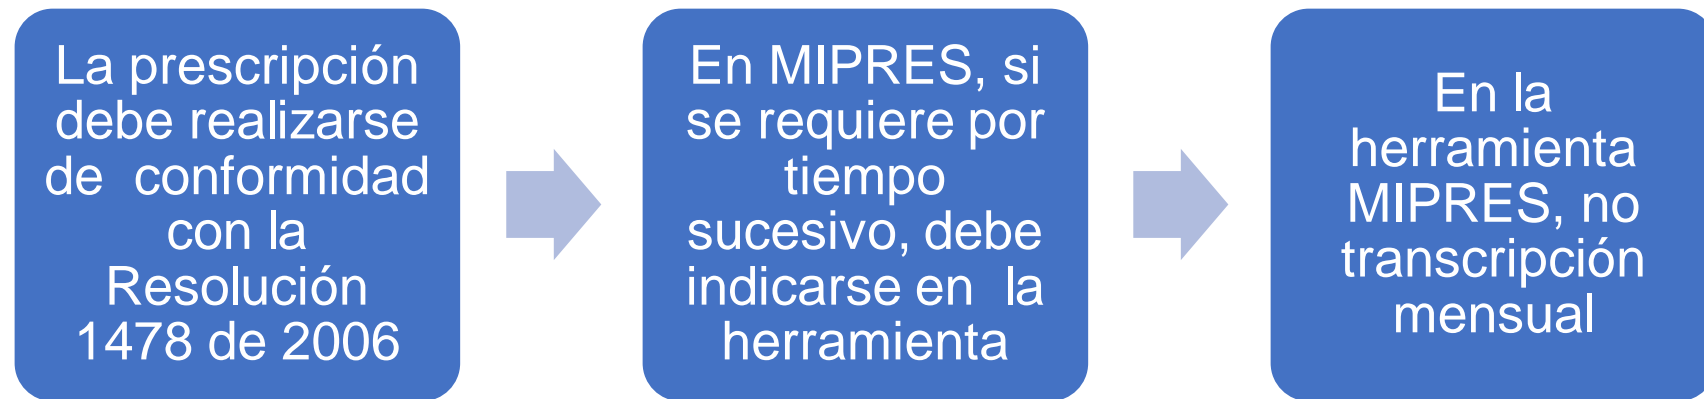 La prescripción
debe realizarse
de  conformidad
con la
Resolución
1478 de 2006
En MIPRES, si
se requiere por
tiempo
sucesivo, debe
indicarse en  la
herramienta
En la
herramienta
MIPRES, no
transcripción
mensual